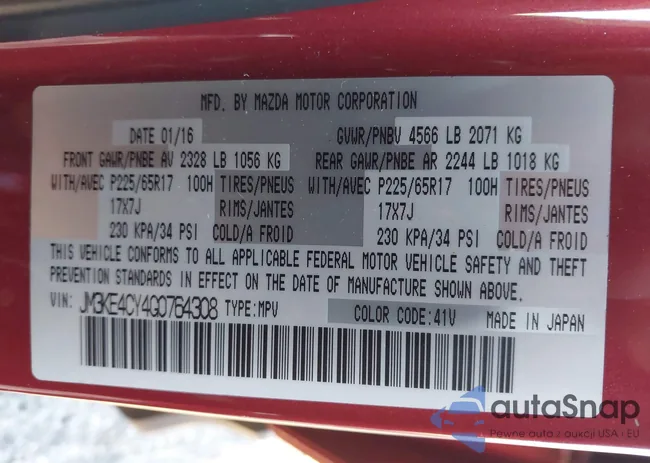 MFD. BY MAZDA MOTOR CORPORATION
DATE 01/16 GVWR/PNBV 4566 LB 2071 KG
FRONT GAWR/PNBE AV 2328 LB 1056 KG REAR GAWR/PNBE AR 2244 LB 1018 KG
WITH/AVEC P225/65R17 100H TIRES/PNEUS WITH/AVEC P225/65R17 100H TIRES/PNEUS
17X7J RIMS/JANTES 17X7J RIMS/JANTES
230 KPA/34 PSI COLD/A FROID 230 KPA/34 PSI COLD/A FROID
THIS VEHICLE CONFORMS TO ALL APPLICABLE FEDERAL MOTOR VEHICLE SAFETY AND THEFT
PREVENTION STANDARDS IN EFFECT ON THE DATE OF MANUFACTURE SHOWN ABOVE.
VIN: JM3KE4CY4G0764308 TYPE:MPV COLOR CODE:41V MADE IN JAPAN
autaSnap
Pewne auta z aukcji USA i EU